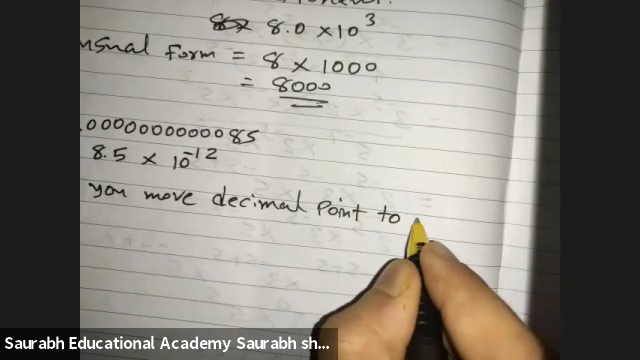 8.0 × 10³
usual form = 8 × 1000
= 8000
.00000000000085
8.5 × 10⁻¹²
you move decimal point to
Saurabh Educational Academy Saurabh sh...